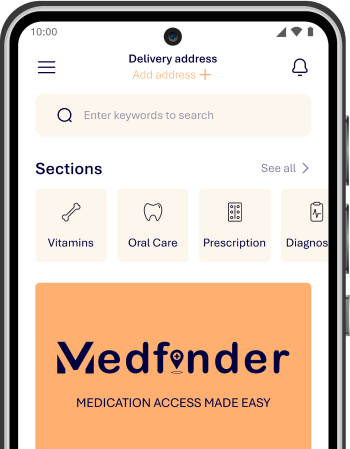 10:00
Delivery address
Add address +
Enter keywords to search
Sections
See all >
Vitamins
Oral Care
Prescription
Diagnos
Medfinder
MEDICATION ACCESS MADE EASY